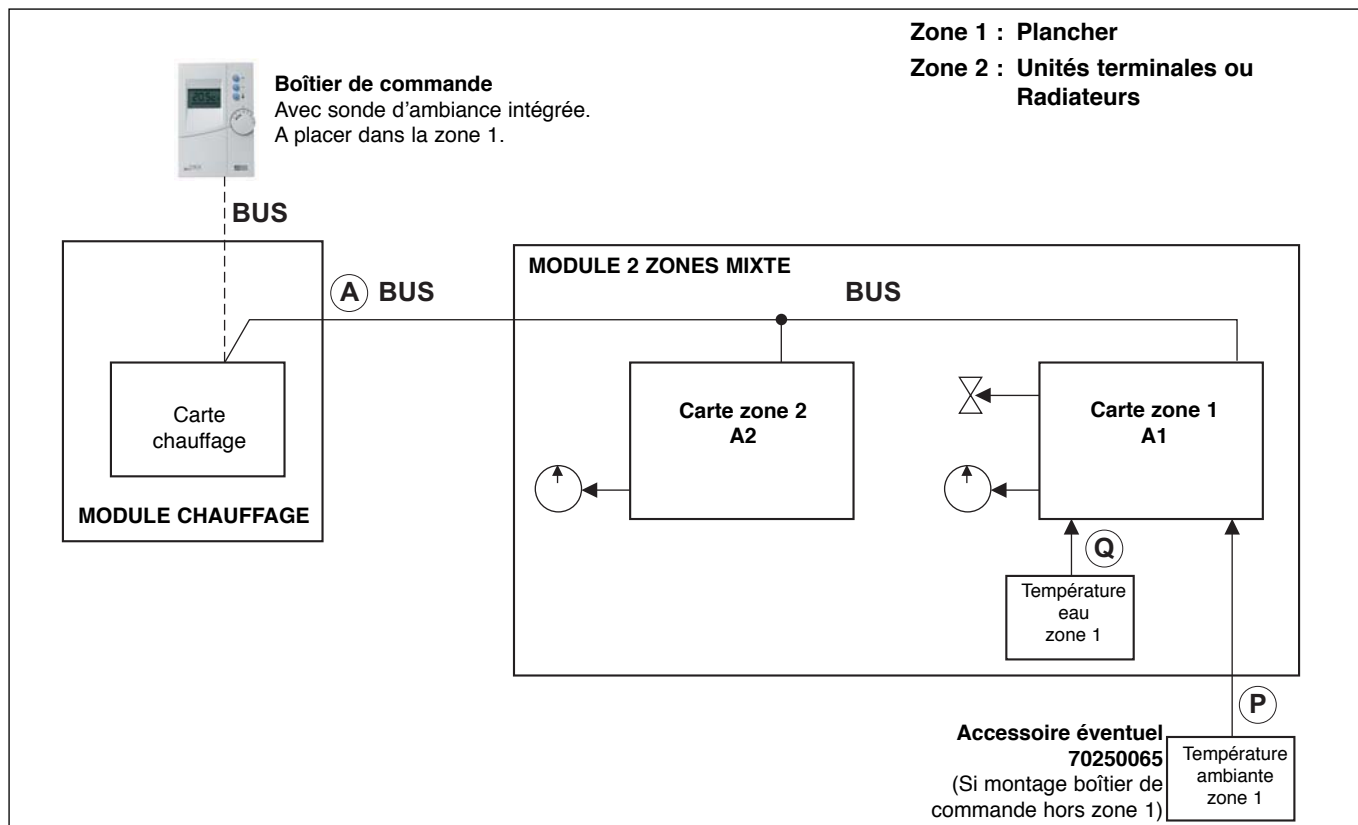 Zone 1 : Plancher
Zone 2 : Unités terminales ou
Radiateurs
Boîtier de commande
Avec sonde d'ambiance intégrée.
A placer dans la zone 1.
BUS
A BUS
MODULE 2 ZONES MIXTE
BUS
Carte
chauffage
MODULE CHAUFFAGE
Carte zone 2
A2
Carte zone 1
A1
Q
Température
eau
zone 1
P
Accessoire éventuel
70250065
(Si montage boîtier de
commande hors zone 1)
Température
ambiante
zone 1